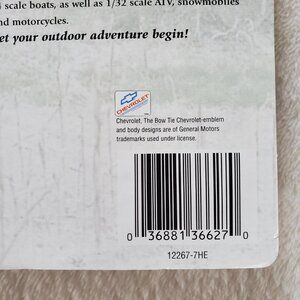 scale boats, as well as 1/32 scale ATV, snowmobiles
nd motorcycles.
et your outdoor adventure begin!
CHEVROLET
Chevrolet, The Bow Tie Chevrolet-emblem
and body designs are of General Motors
trademarks used under license.
0 36881 36627 0
12267-7HE